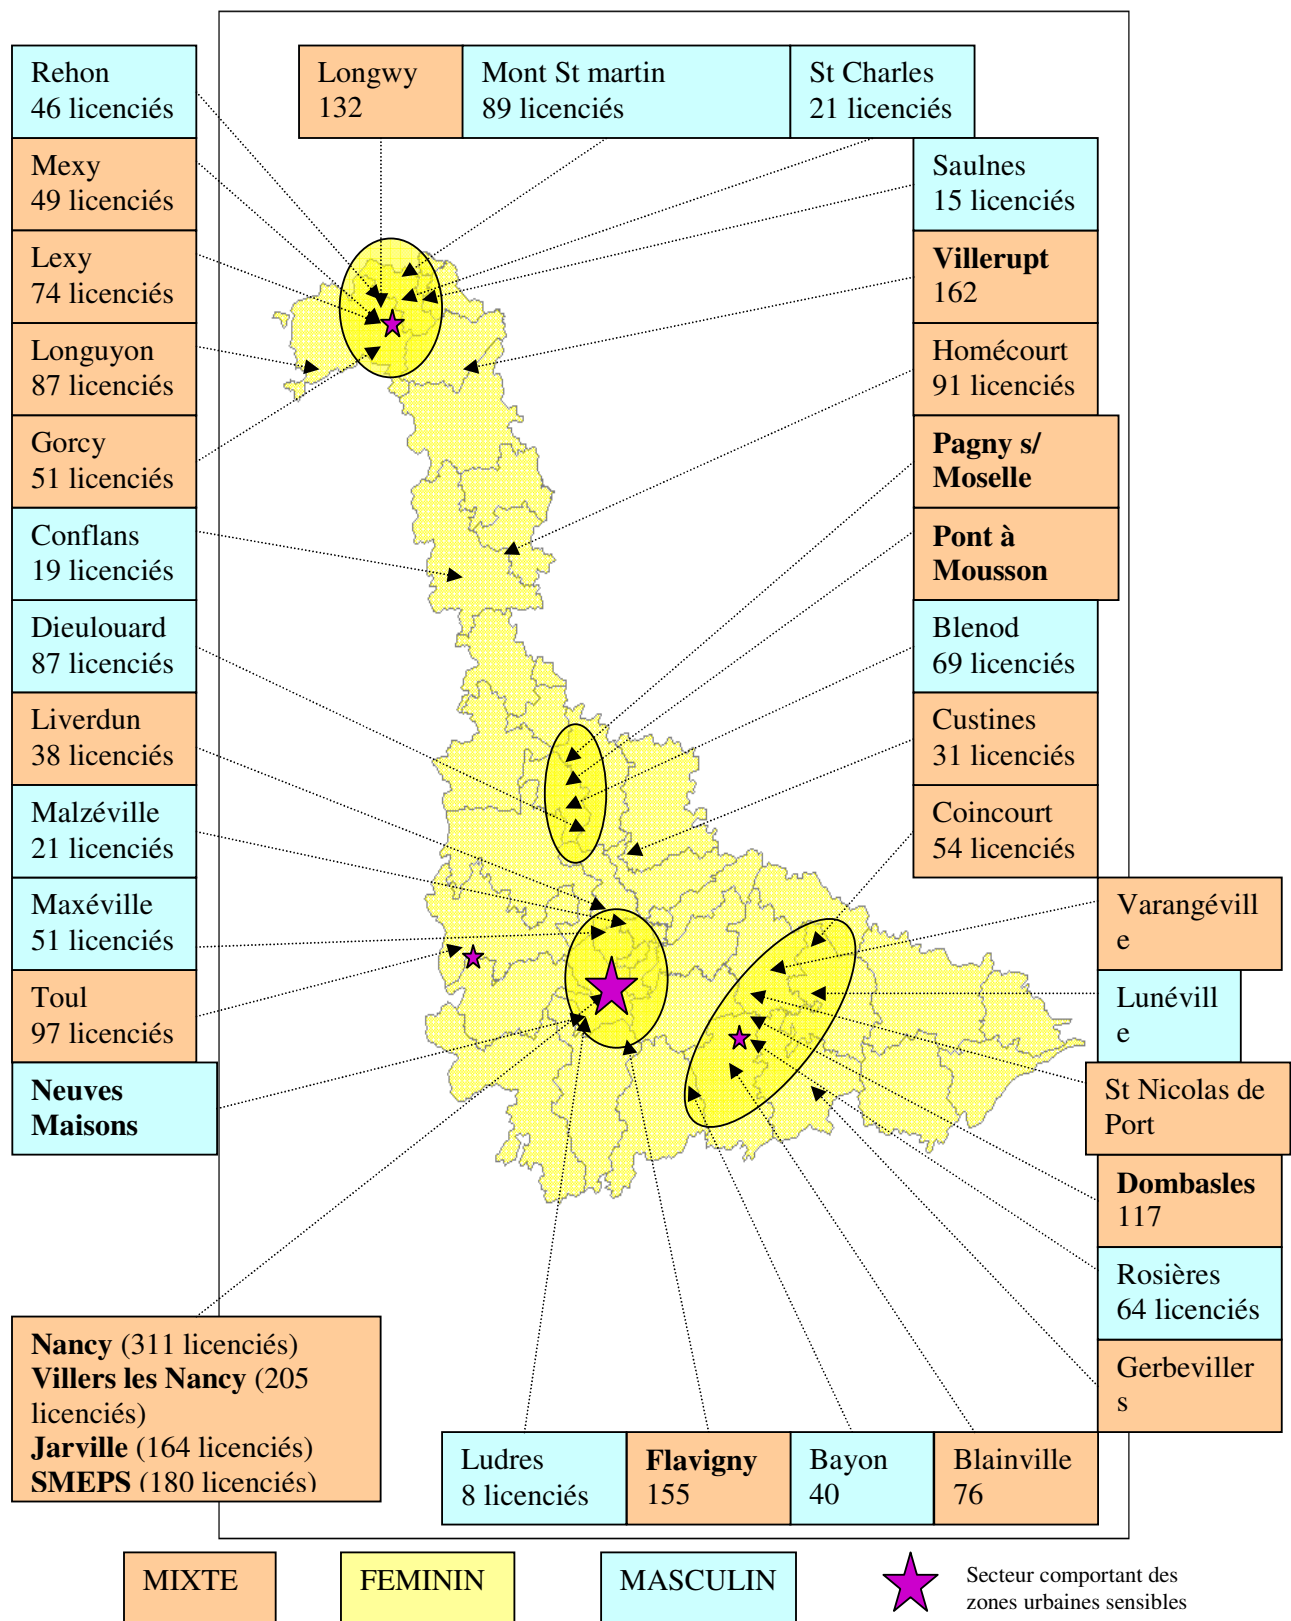 Rehon
46 licenciés
Mexy
49 licenciés
Lexy
74 licenciés
Longuyon
87 licenciés
Gorcy
51 licenciés
Conflans
19 licenciés
Dieulouard
87 licenciés
Liverdun
38 licenciés
Malzéville
21 licenciés
Maxéville
51 licenciés
Toul
97 licenciés
Neuves
Maisons
Nancy (311 licenciés)
Villers les Nancy (205
licenciés)
Jarville (164 licenciés)
SMEPS (180 licenciés)
Longwy
132
Mont St martin
89 licenciés
St Charles
21 licenciés
Saulnes
15 licenciés
Villerupt
162
Homécourt
91 licenciés
Pagny s/
Moselle
Pont à
Mousson
Blenod
69 licenciés
Custines
31 licenciés
Coincourt
54 licenciés
Varangévill
e
Lunévill
e
St Nicolas de
Port
Dombasles
117
Rosières
64 licenciés
Gerbeviller
s
Ludres
8 licenciés
Flavigny
155
Bayon
40
Blainville
76
MIXTE
FEMININ
MASCULIN
Secteur comportant des
zones urbaines sensibles